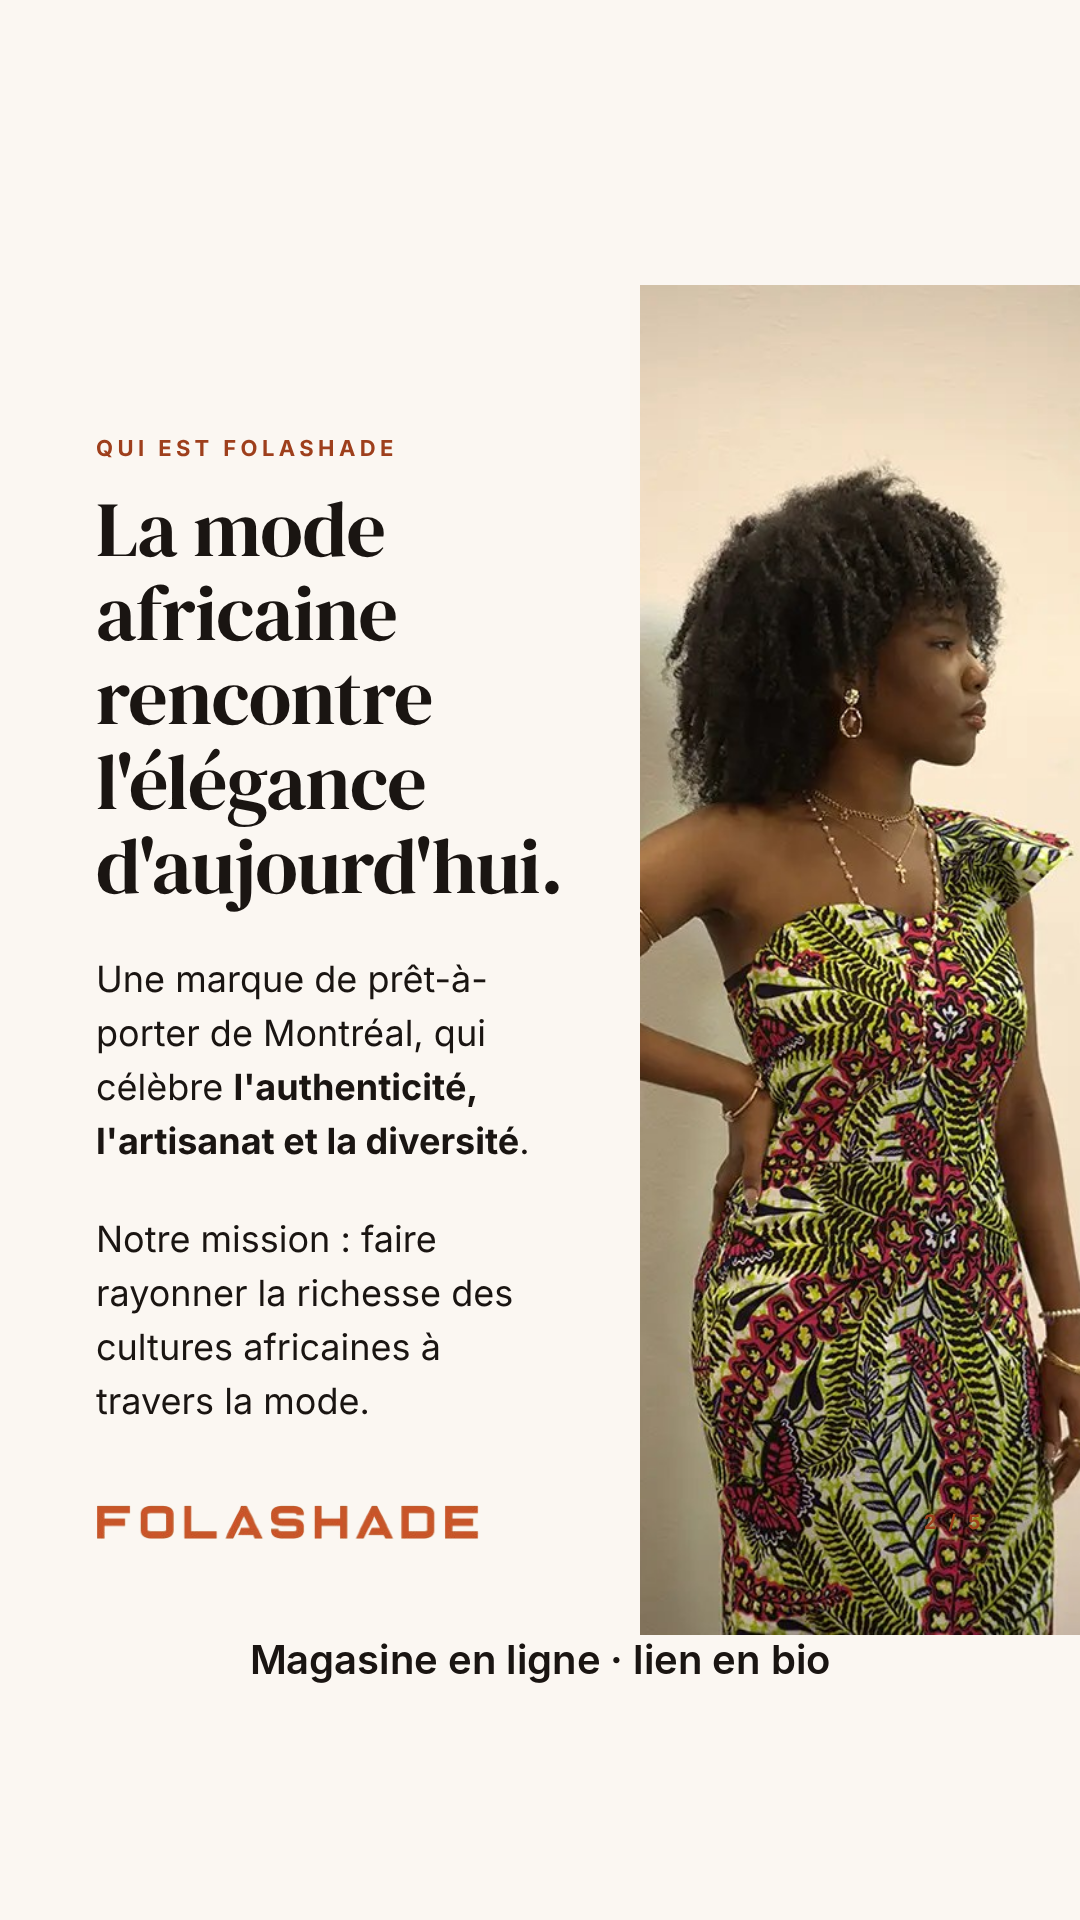 QUI EST FOLASHADE
La mode
africaine
rencontre
l'élégance
d'aujourd'hui.
Une marque de prêt-à-
porter de Montréal, qui
célèbre l'authenticité,
l'artisanat et la diversité.
Notre mission : faire
rayonner la richesse des
cultures africaines à
travers la mode.
FOLASHADE
2 / 5
Magasine en ligne · lien en bio